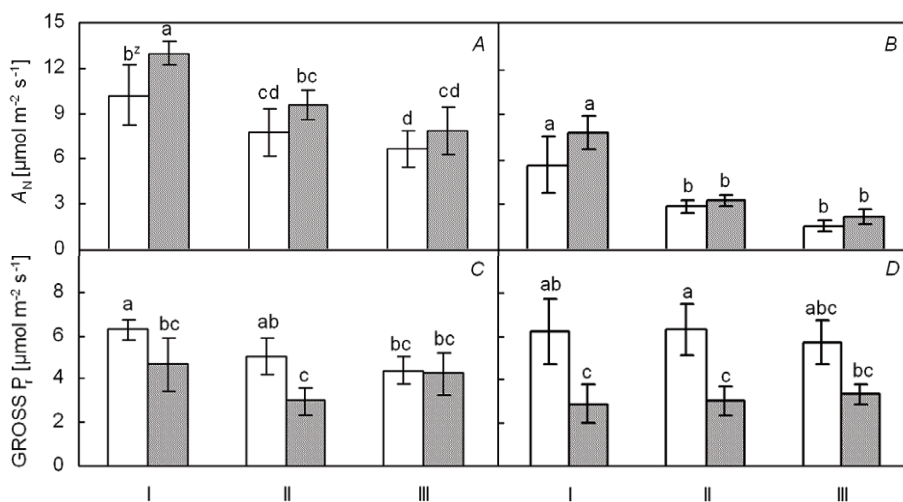 15
12
9
6
3
0
A_N [µmol m⁻² s⁻¹]
A
b^z a
cd bc
d cd
B
a a
b b
b b
8
6
4
2
0
GROSS P_r [µmol m⁻² s⁻¹]
C
a bc
ab c
bc bc
D
ab c
a c
abc bc
I II III I II III